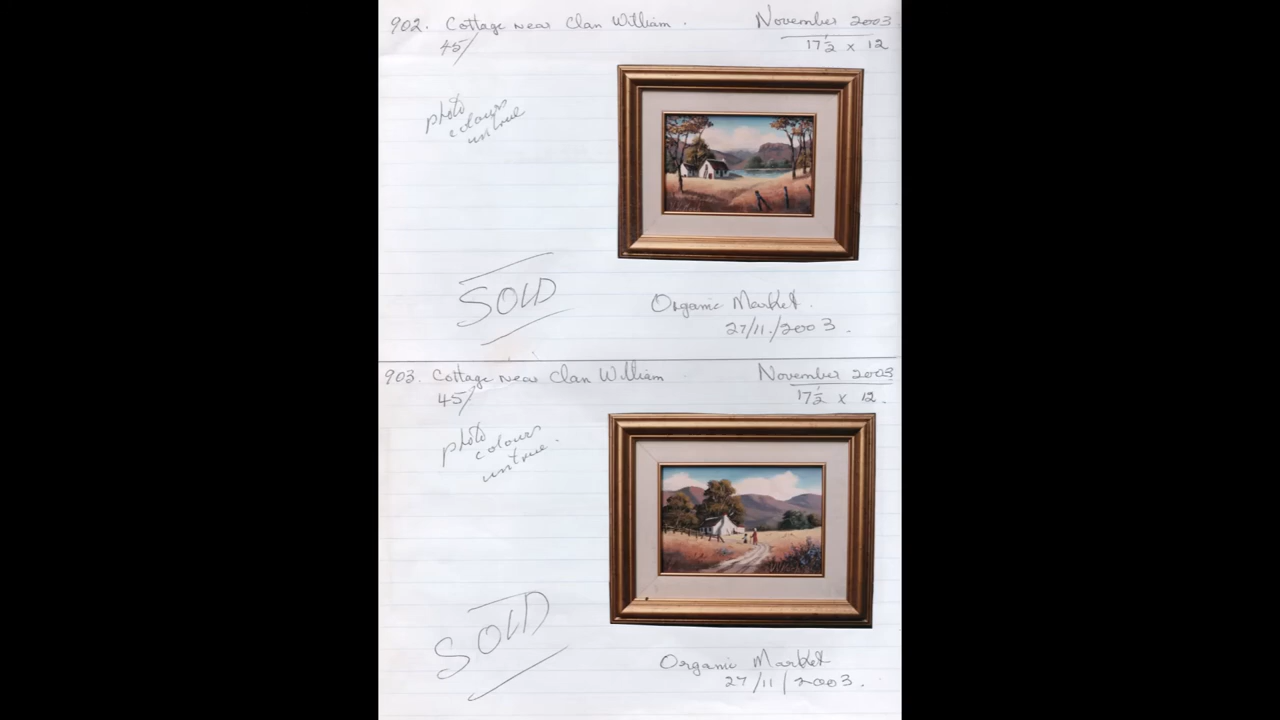 902. Cottage near Clan William. November 2003
45/ 17½ x 12
photo
colours
untrue
SOLD
Organic Market.
27/11/2003.
903. Cottage near Clan William November 2003
45/ 17½ x 12.
photo
colours
untrue.
SOLD
Organic Market
27/11/2003.